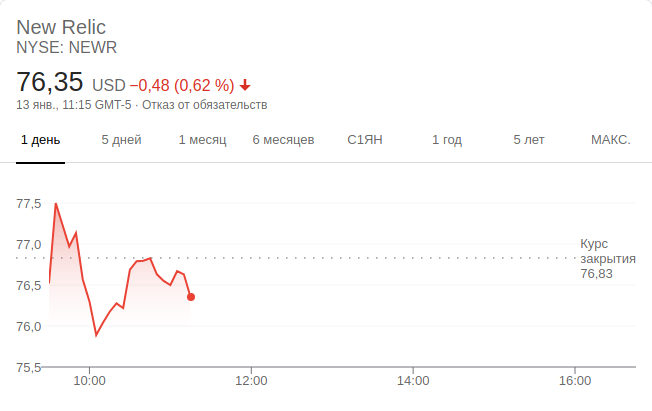 New Relic
NYSE: NEWR
76,35 USD −0,48 (0,62 %)
13 янв., 11:15 GMT-5 · Отказ от обязательств
1 день 5 дней 1 месяц 6 месяцев С1ЯН 1 год 5 лет МАКС.
77,5
77,0
Курс
закрытия
76,83
76,5
76,0
75,5
10:00 12:00 14:00 16:00